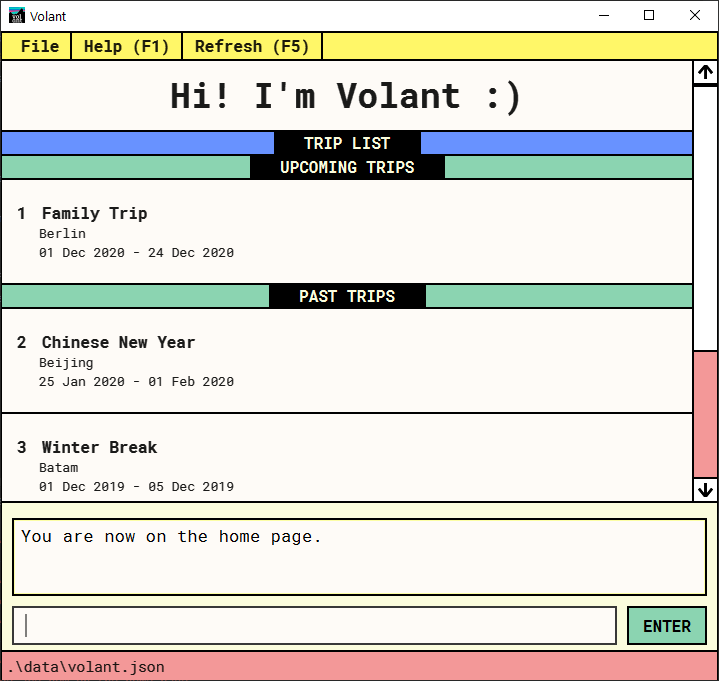 Volant
File Help (F1) Refresh (F5)
Hi! I'm Volant :)
TRIP LIST
UPCOMING TRIPS
1 Family Trip
Berlin
01 Dec 2020 - 24 Dec 2020
PAST TRIPS
2 Chinese New Year
Beijing
25 Jan 2020 - 01 Feb 2020
3 Winter Break
Batam
01 Dec 2019 - 05 Dec 2019
You are now on the home page.
ENTER
.\data\volant.json